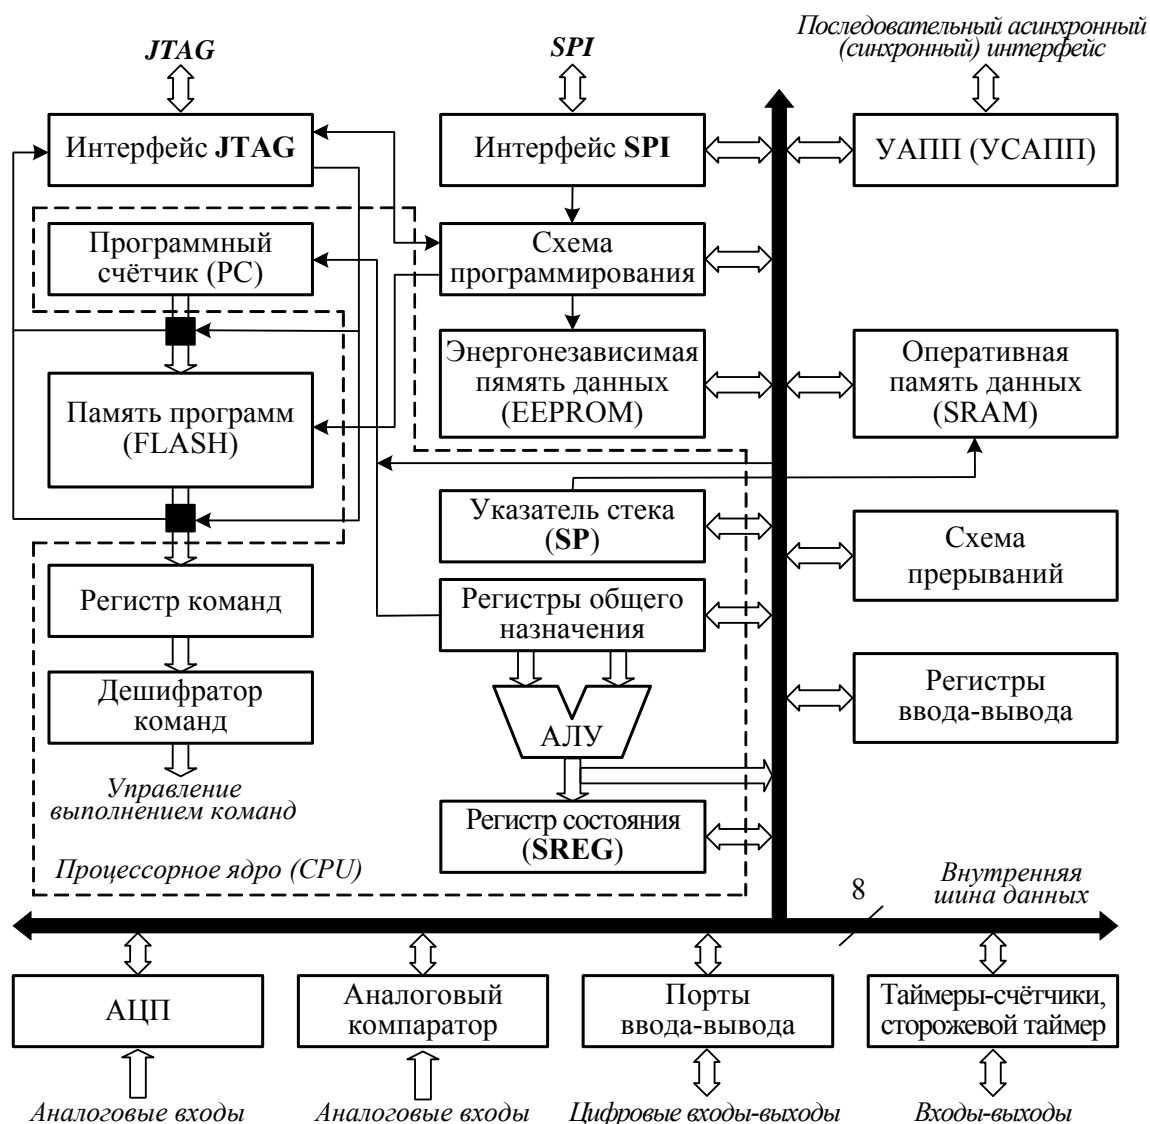 JTAG
SPI
Последовательный асинхронный
(синхронный) интерфейс
Интерфейс JTAG
Интерфейс SPI
УАПП (УСАПП)
Программный
счётчик (PC)
Схема
программирования
Энергонезависимая
пямять данных
(EEPROM)
Оперативная
память данных
(SRAM)
Память программ
(FLASH)
Указатель стека
(SP)
Схема
прерываний
Регистр команд
Регистры общего
назначения
Дешифратор
команд
АЛУ
Регистры
ввода-вывода
Управление
выполнением команд
Регистр состояния
(SREG)
Процессорное ядро (CPU)
8
Внутренняя
шина данных
АЦП
Аналоговый
компаратор
Порты
ввода-вывода
Таймеры-счётчики,
сторожевой таймер
Аналоговые входы
Аналоговые входы
Цифровые входы-выходы
Входы-выходы